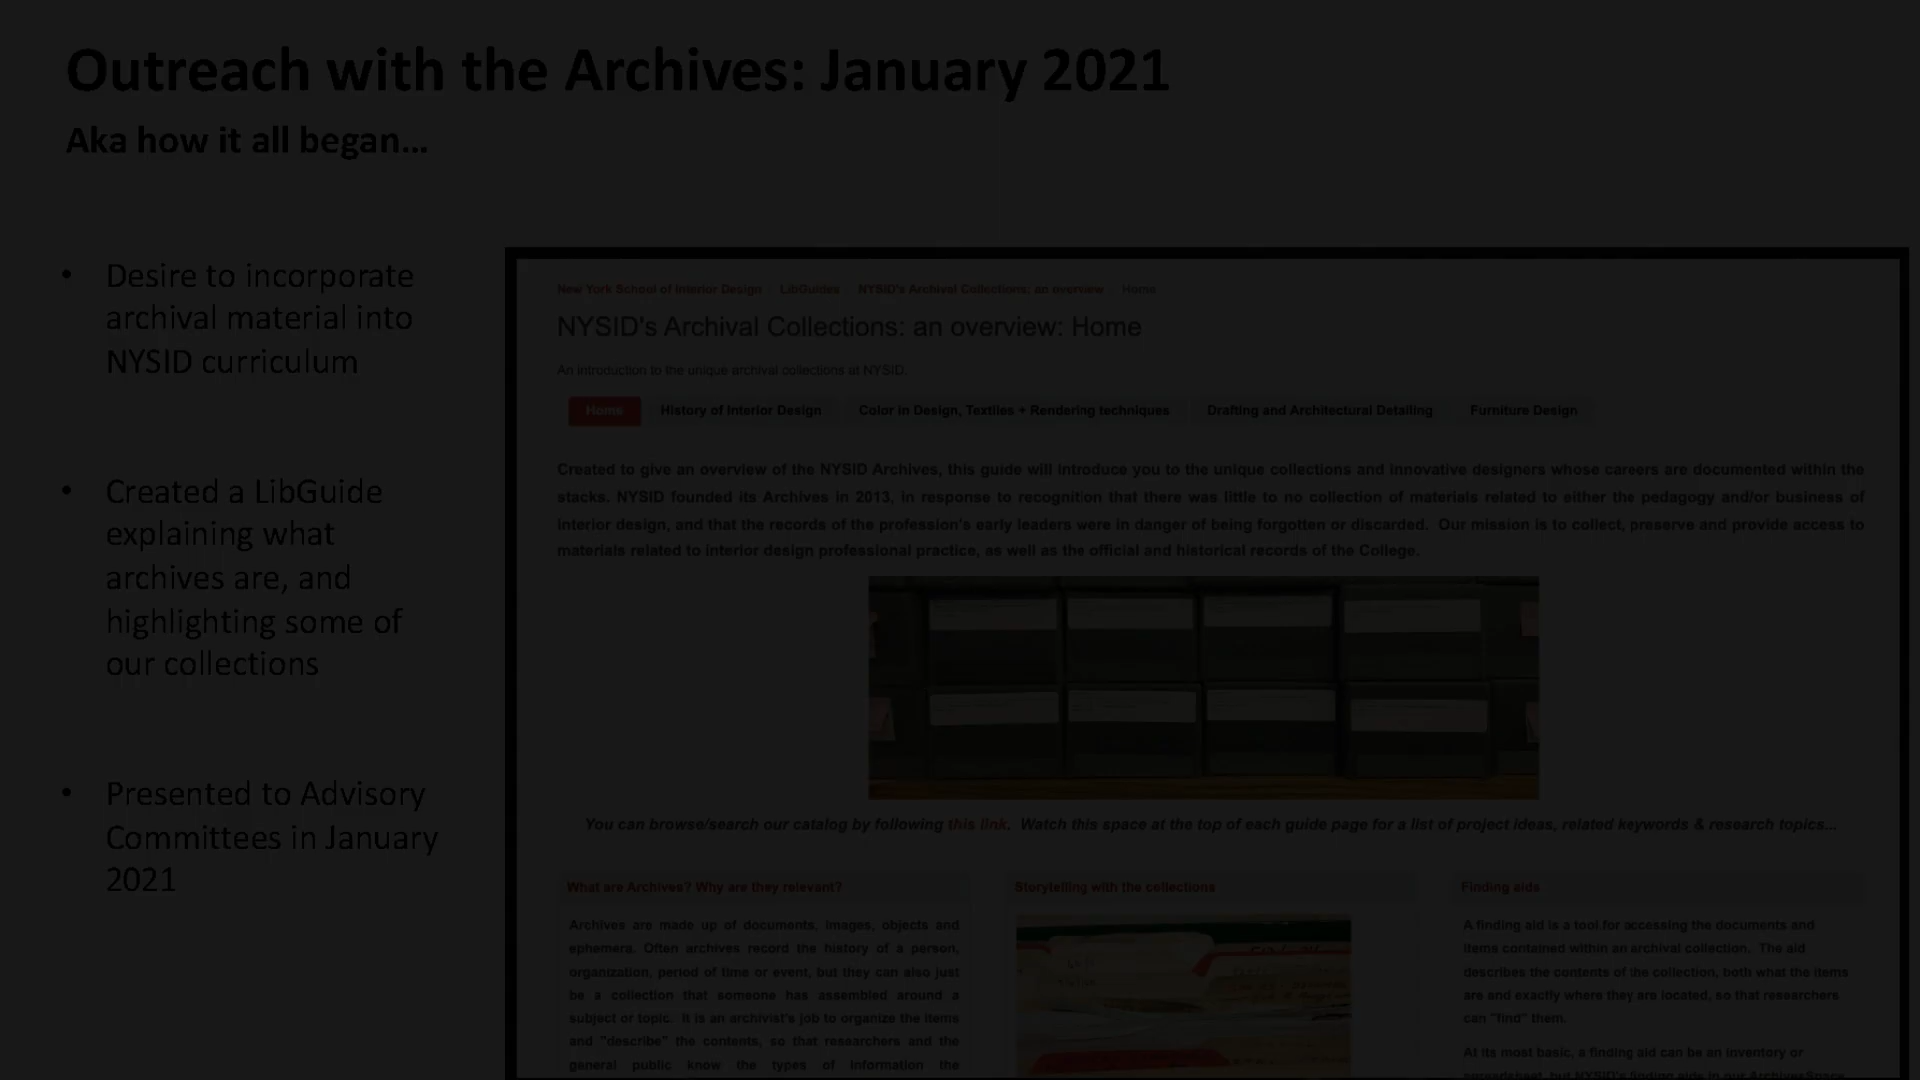 Outreach with the Archives: January 2021
Aka how it all began...
• Desire to incorporate
archival material into
NYSID curriculum
• Created a LibGuide
explaining what
archives are, and
highlighting some of
our collections
• Presented to Advisory
Committees in January
2021
New York School of Interior Design LibGuides NYSID's Archival Collections: an overview Home
NYSID's Archival Collections: an overview: Home
An introduction to the unique archival collections at NYSID.
Home History of Interior Design Color in Design, Textiles + Rendering techniques Drafting and Architectural Detailing Furniture Design
Created to give an overview of the NYSID Archives, this guide will introduce you to the unique collections and innovative designers whose careers are documented within the
stacks. NYSID founded its Archives in 2013, in response to recognition that there was little to no collection of materials related to either the pedagogy and/or business of
interior design, and that the records of the profession's early leaders were in danger of being forgotten or discarded. Our mission is to collect, preserve and provide access to
materials related to interior design professional practice, as well as the official and historical records of the College.
You can browse/search our catalog by following this link. Watch this space at the top of each guide page for a list of project ideas, related keywords & research topics...
What are Archives? Why are they relevant?
Archives are made up of documents, images, objects and
ephemera. Often archives record the history of a person,
organization, period of time or event, but they can also just
be a collection that someone has assembled around a
subject or topic. It is an archivist's job to organize the items
and "describe" the contents, so that researchers and the
general public know the types of information the
Storytelling with the collections
Finding aids
A finding aid is a tool for accessing the documents and
items contained within an archival collection. The aid
describes the contents of the collection, both what the items
are and exactly where they are located, so that researchers
can "find" them.
At its most basic, a finding aid can be an inventory or
spreadsheet, but NYSID's finding aids in our ArchivesSpace